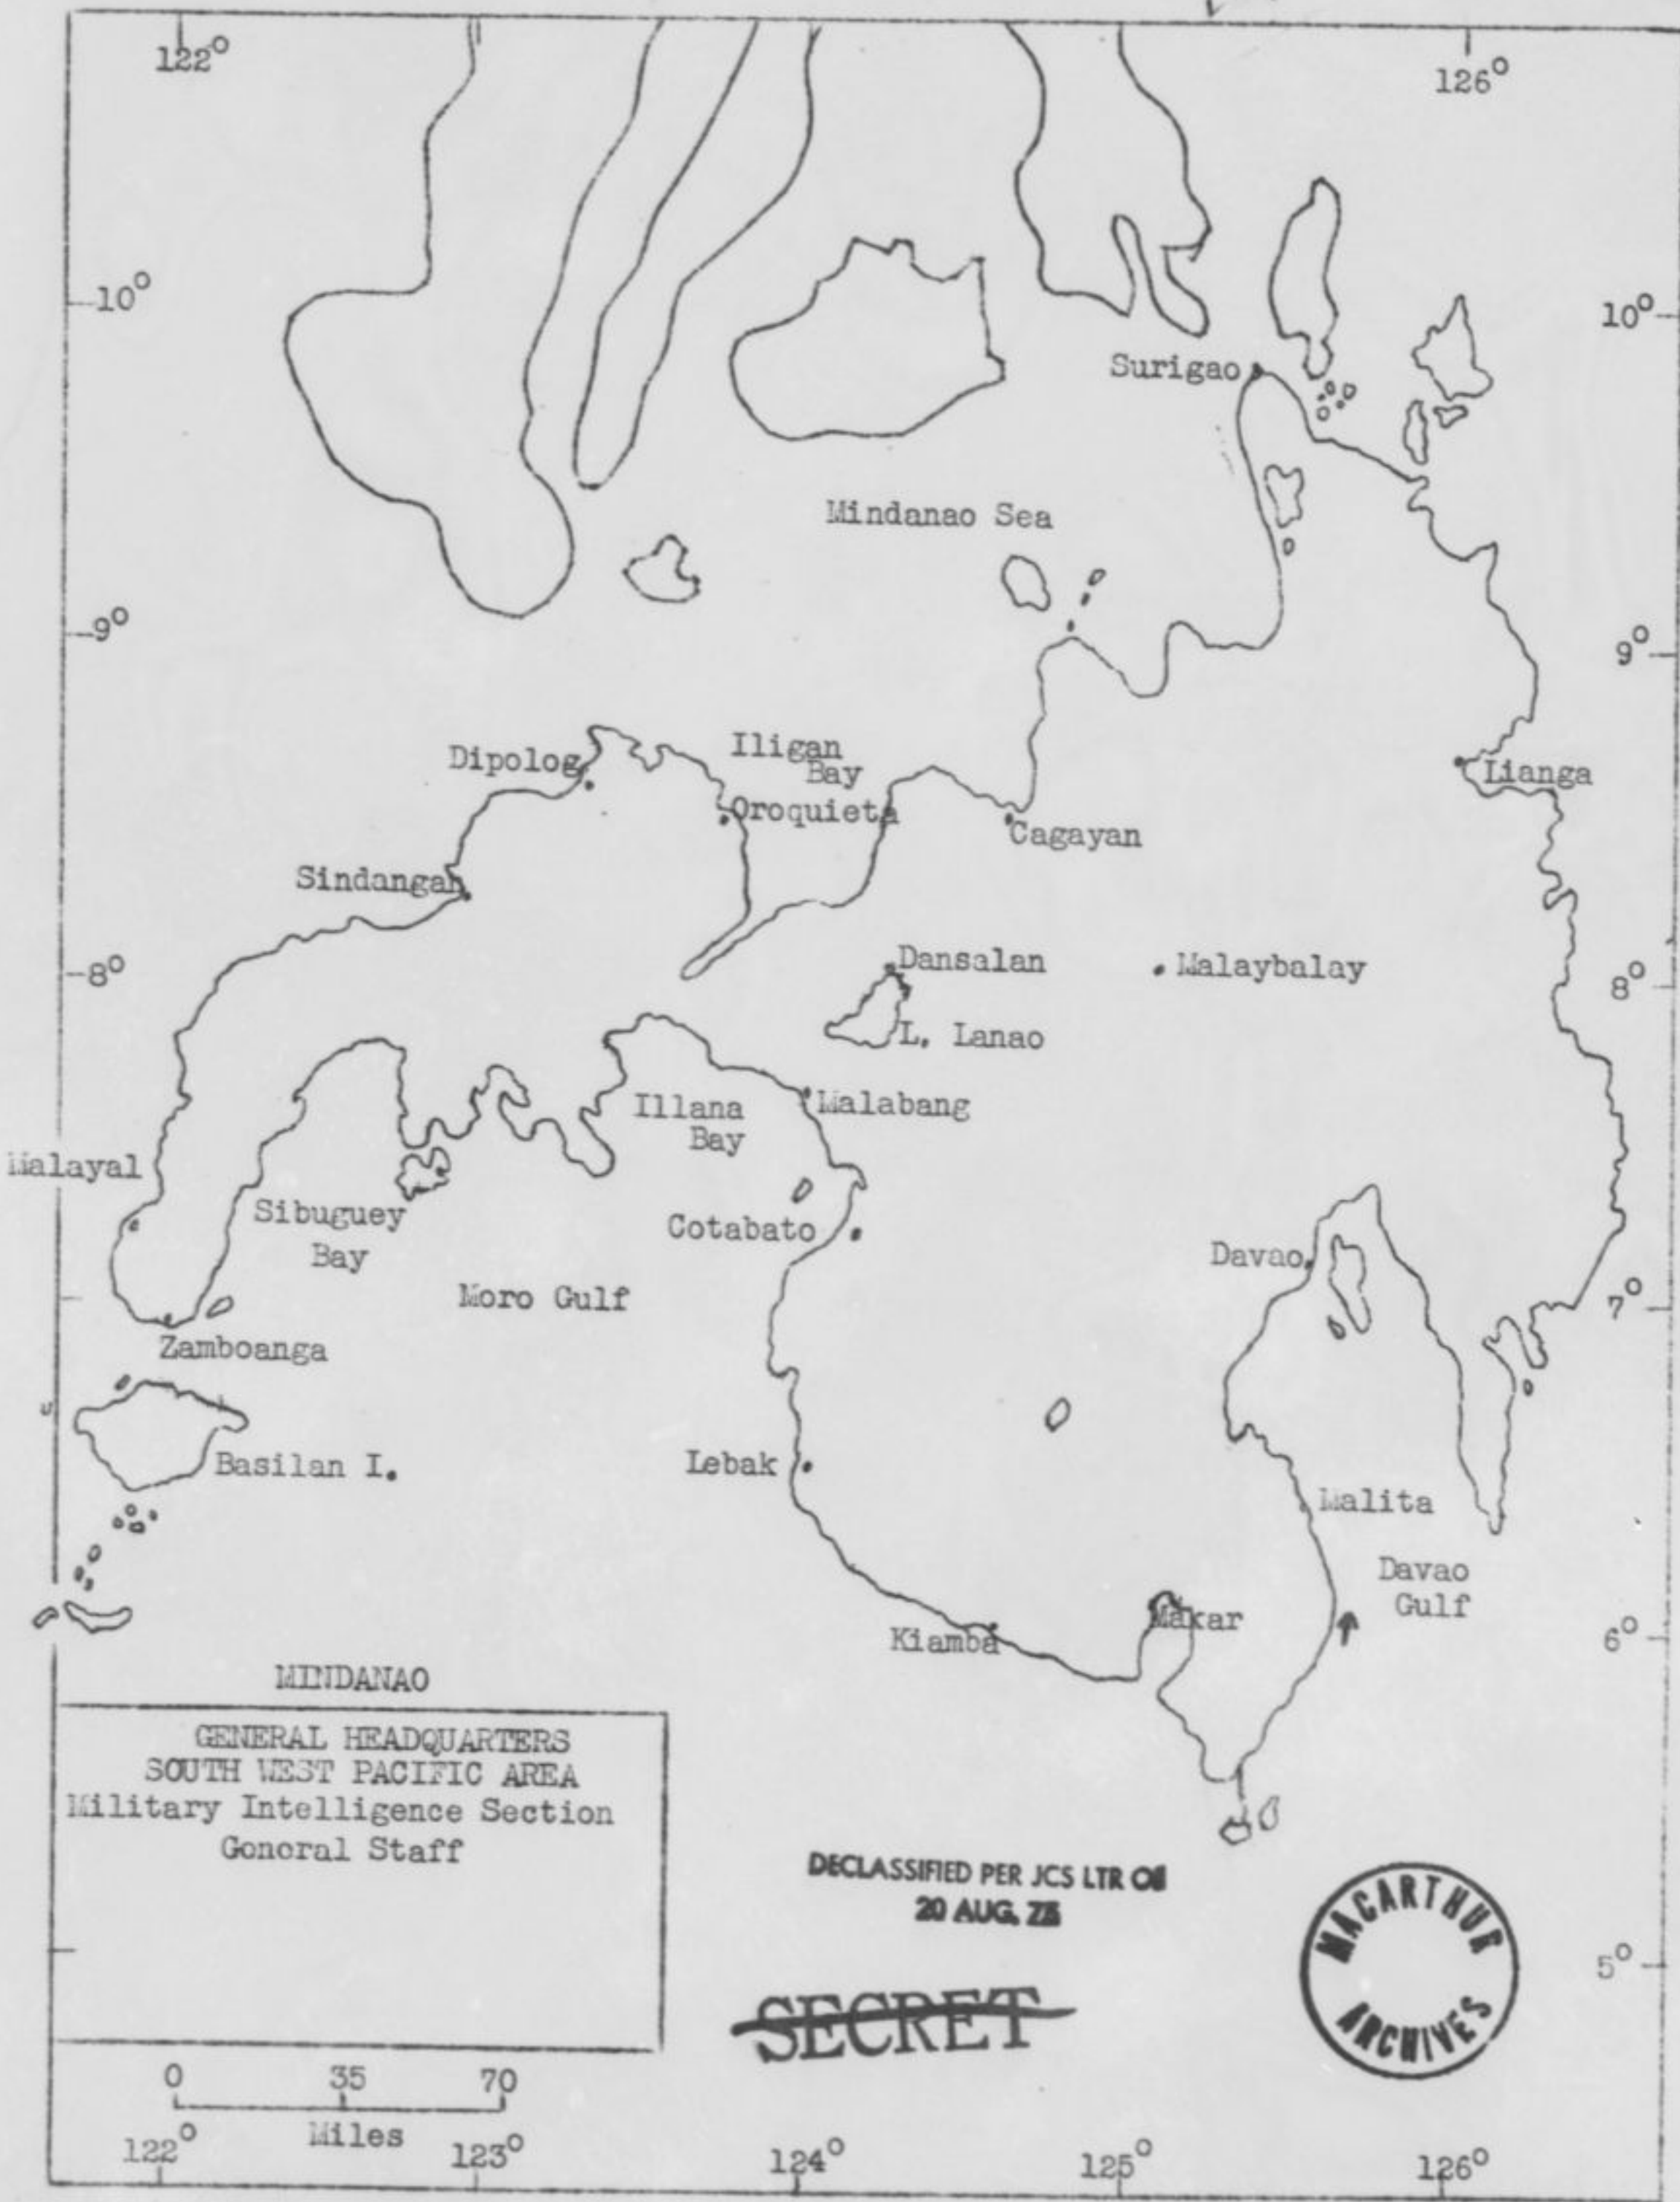 122°
126°
10°
10°
Surigao
Mindanao Sea
9°
9°
Dipolog
Iligan
Bay
Oroquieta
Lianga
Cagayan
Sindangan
8°
Dansalan
Malaybalay
8°
L. Lanao
Illana
Bay
Malabang
Malayal
Sibuguey
Bay
Cotabato
Davao
Moro Gulf
7°
Zamboanga
Basilan I.
Lebak
Malita
Davao
Gulf
Makar
Kiamba
6°
MINDANAO
GENERAL HEADQUARTERS
SOUTH WEST PACIFIC AREA
Military Intelligence Section
General Staff
DECLASSIFIED PER JCS LTR OF
20 AUG. 75
MACARTHUR
ARCHIVES
5°
SECRET
0 35 70
Miles
122° 123° 124° 125° 126°